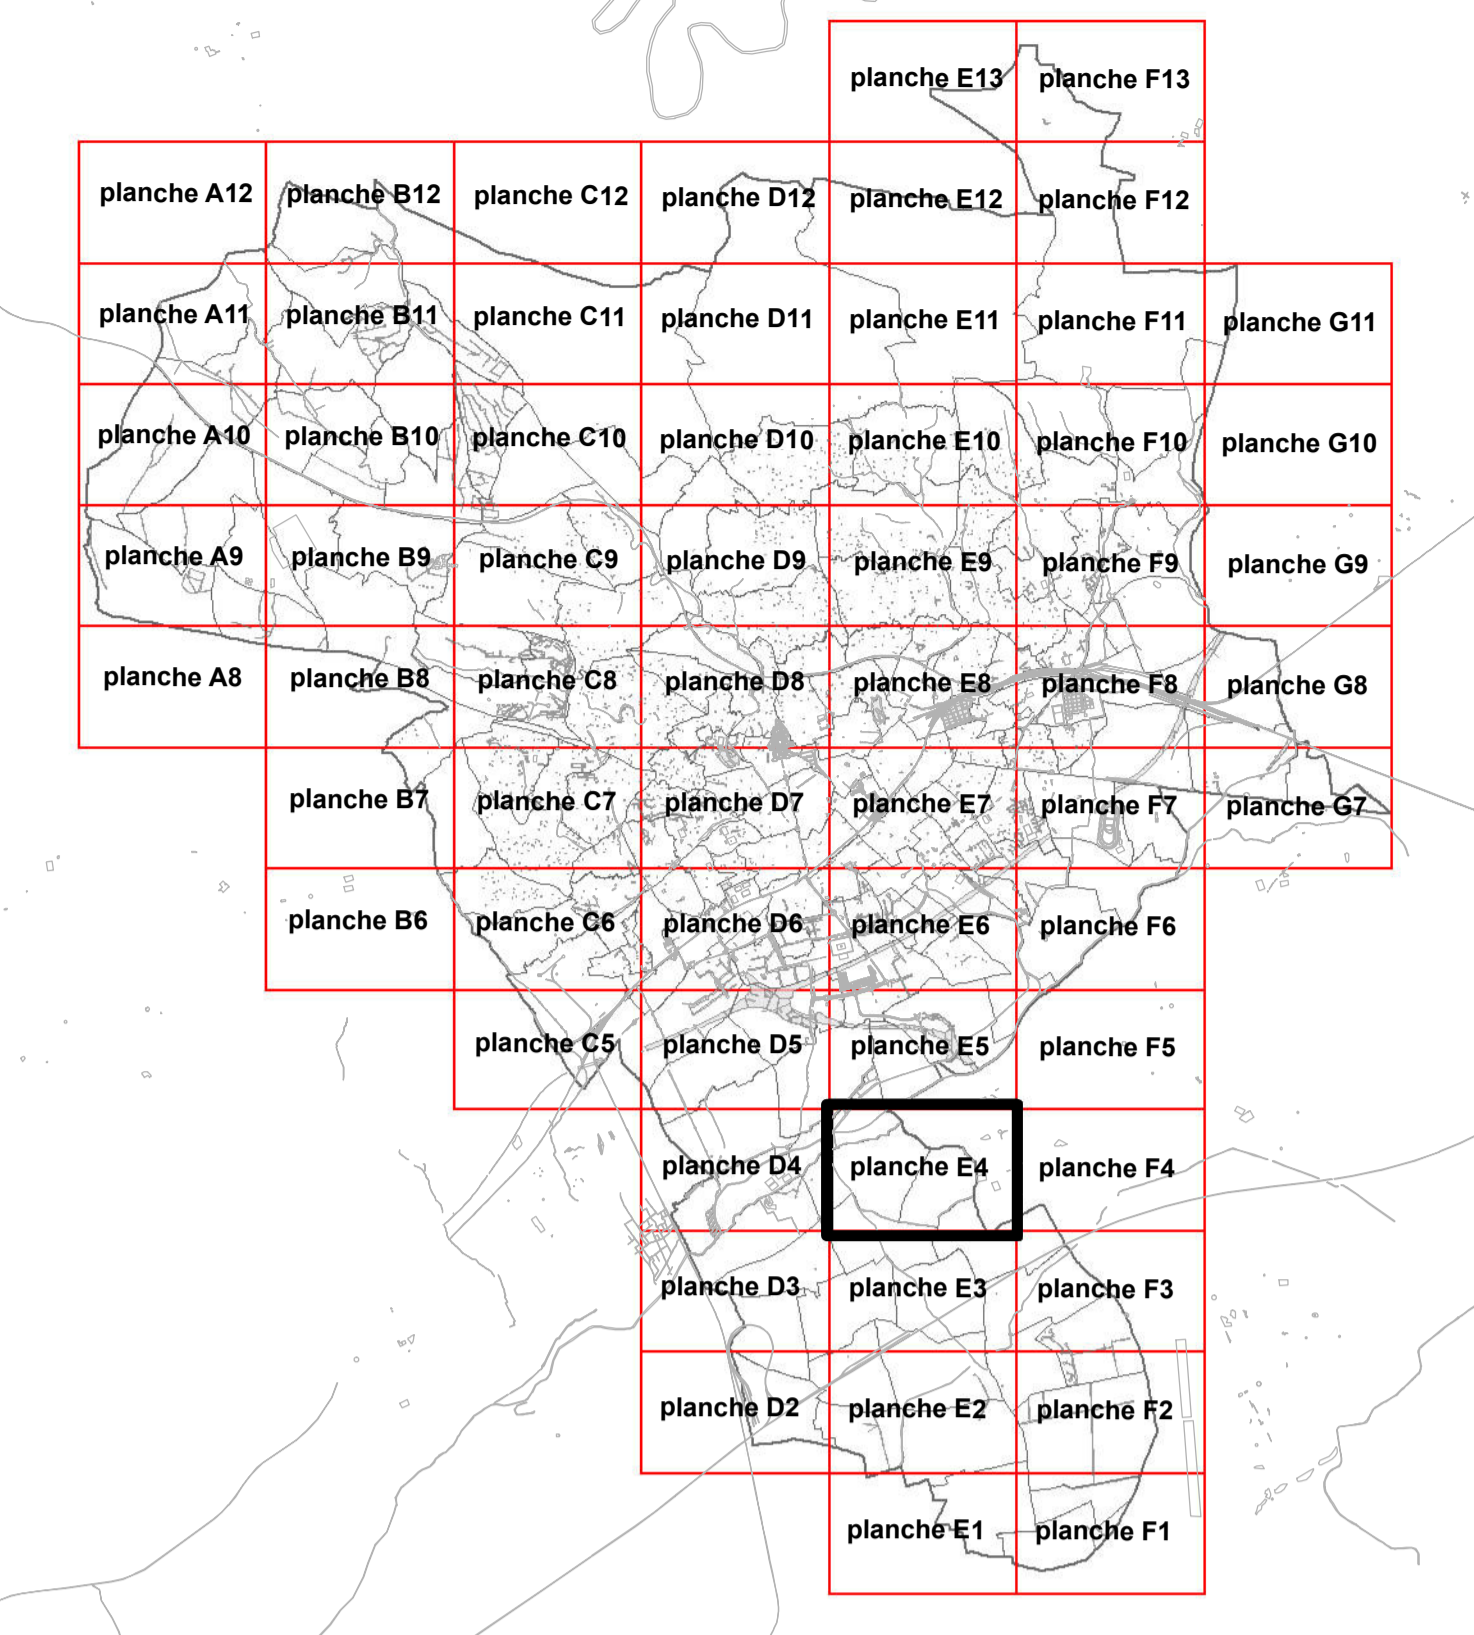 planche E13 planche F13
planche A12 planche B12 planche C12 planche D12 planche E12 planche F12
planche A11 planche B11 planche C11 planche D11 planche E11 planche F11 planche G11
planche A10 planche B10 planche C10 planche D10 planche E10 planche F10 planche G10
planche A9 planche B9 planche C9 planche D9 planche E9 planche F9 planche G9
planche A8 planche B8 planche C8 planche D8 planche E8 planche F8 planche G8
planche B7 planche C7 planche D7 planche E7 planche F7 planche G7
planche B6 planche C6 planche D6 planche E6 planche F6
planche C5 planche D5 planche E5 planche F5
planche D4 planche E4 planche F4
planche D3 planche E3 planche F3
planche D2 planche E2 planche F2
planche E1 planche F1